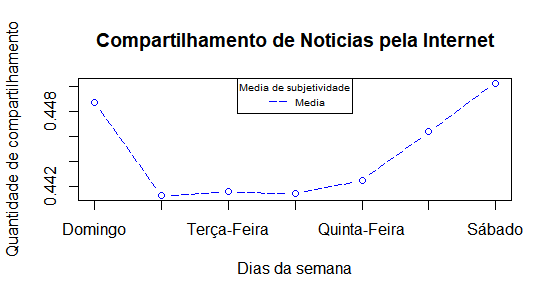 Compartilhamento de Noticias pela Internet
Quantidade de compartilhamento
0.448
0.442
Media de subjetividade
Media
Domingo
Terça-Feira
Quinta-Feira
Sábado
Dias da semana